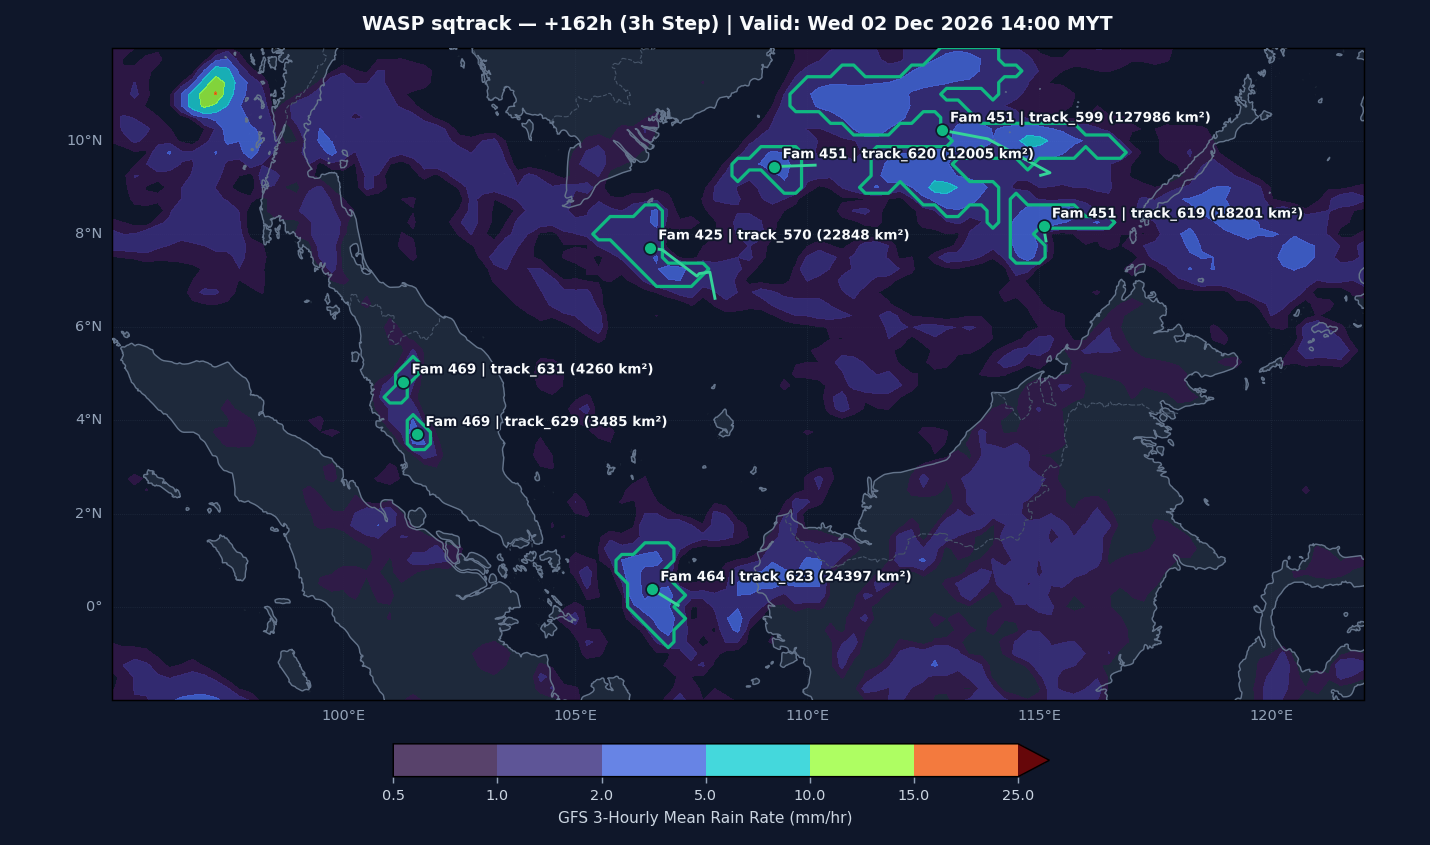 WASP sqtrack — +162h (3h Step) | Valid: Wed 02 Dec 2026 14:00 MYT
10°N
Fam 451 | track_599 (127986 km²)
Fam 451 | track_620 (12005 km²)
8°N
Fam 451 | track_619 (18201 km²)
Fam 425 | track_570 (22848 km²)
6°N
Fam 469 | track_631 (4260 km²)
4°N
Fam 469 | track_629 (3485 km²)
2°N
Fam 464 | track_623 (24397 km²)
0°
100°E 105°E 110°E 115°E 120°E
0.5 1.0 2.0 5.0 10.0 15.0 25.0
GFS 3-Hourly Mean Rain Rate (mm/hr)